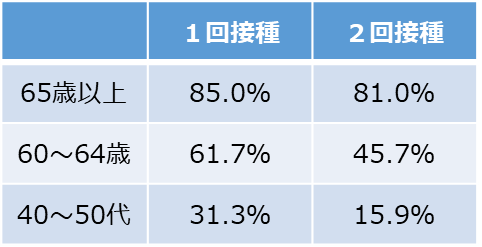 １回接種 ２回接種
65歳以上 85.0% 81.0%
60～64歳 61.7% 45.7%
40～50代 31.3% 15.9%